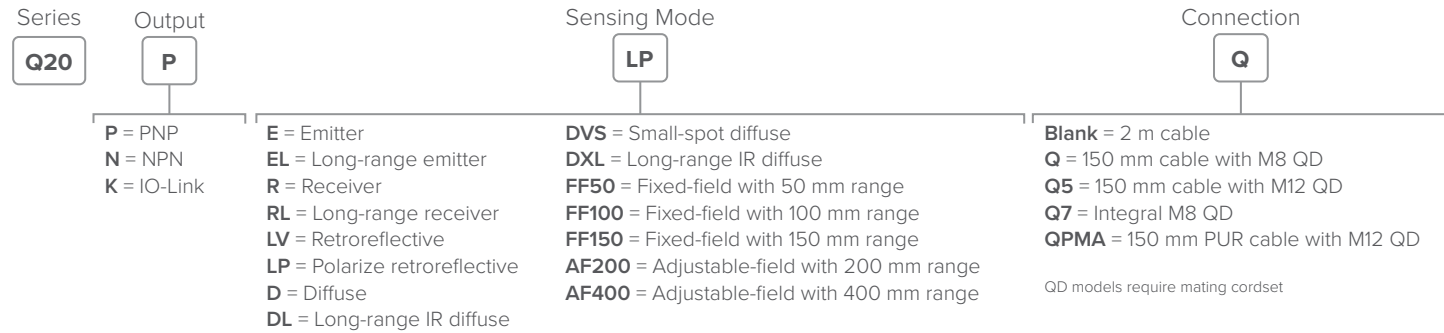 Series
Output
Sensing Mode
Connection
Q20
P
LP
Q
P = PNP
N = NPN
K = IO-Link
E = Emitter
EL = Long-range emitter
R = Receiver
RL = Long-range receiver
LV = Retroreflective
LP = Polarize retroreflective
D = Diffuse
DL = Long-range IR diffuse
DVS = Small-spot diffuse
DXL = Long-range IR diffuse
FF50 = Fixed-field with 50 mm range
FF100 = Fixed-field with 100 mm range
FF150 = Fixed-field with 150 mm range
AF200 = Adjustable-field with 200 mm range
AF400 = Adjustable-field with 400 mm range
Blank = 2 m cable
Q = 150 mm cable with M8 QD
Q5 = 150 mm cable with M12 QD
Q7 = Integral M8 QD
QPMA = 150 mm PUR cable with M12 QD
QD models require mating cordset